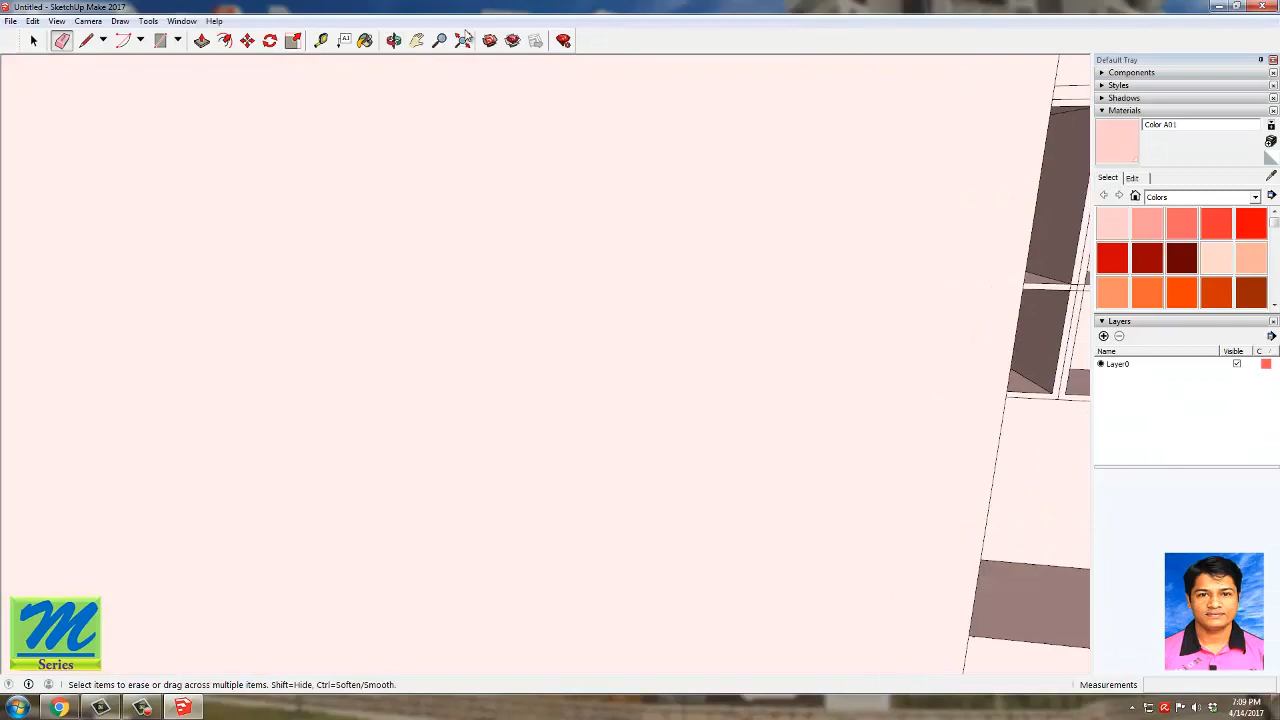 Untitled - SketchUp Make 2017
File Edit View Camera Draw Tools Window Help
A1
Default Tray
Components
Styles
Shadows
Materials
Color A01
Select Edit
Colors
Layers
Name Visible C
Layer0
M
Series
Select items to erase or drag across multiple items. Shift=Hide, Ctrl=Soften/Smooth.
Measurements
7:09 PM
4/14/2017